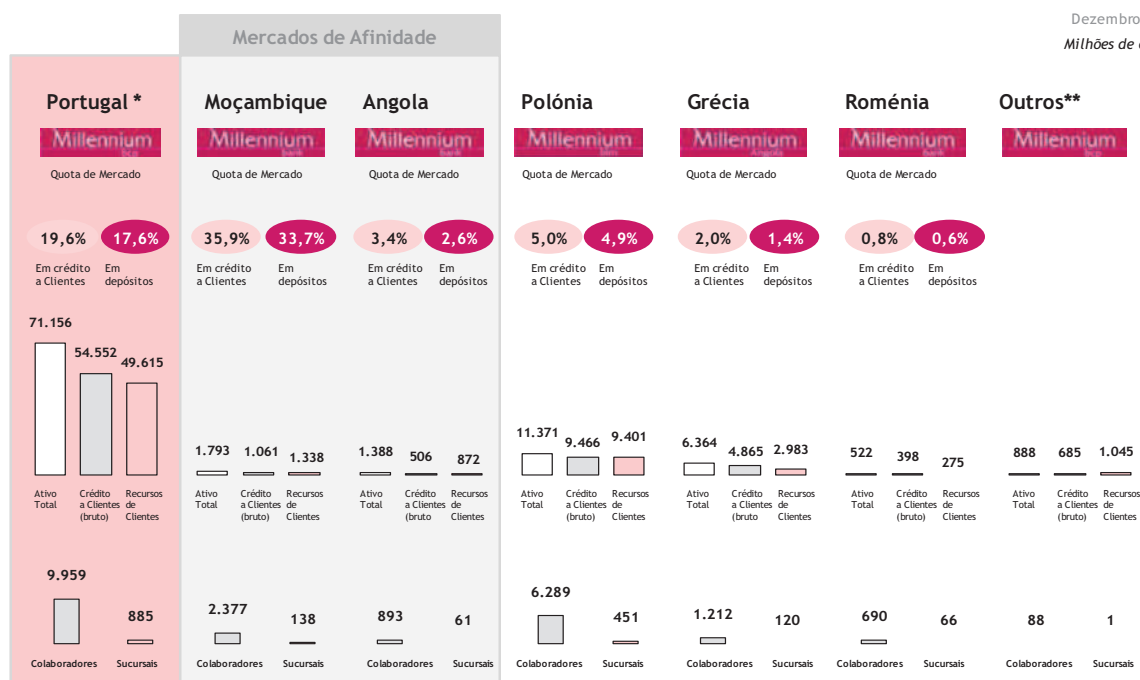 Dezembro
Milhões de
Mercados de Afinidade
Portugal *
Moçambique
Angola
Polónia
Grécia
Roménia
Outros**
Millennium
bcp
Millennium
bank
Millennium
bank
Millennium
Millennium
Angola
Millennium
bank
Millennium
bcp
Quota de Mercado
Quota de Mercado
Quota de Mercado
Quota de Mercado
Quota de Mercado
Quota de Mercado
19,6% 17,6%
35,9% 33,7%
3,4% 2,6%
5,0% 4,9%
2,0% 1,4%
0,8% 0,6%
Em crédito Em
a Clientes depósitos
Em crédito Em
a Clientes depósitos
Em crédito Em
a Clientes depósitos
Em crédito Em
a Clientes depósitos
Em crédito Em
a Clientes depósitos
Em crédito Em
a Clientes depósitos
71.156
54.552
49.615
1.793 1.061 1.338
1.388 506 872
11.371 9.466 9.401
6.364 4.865 2.983
522 398 275
888 685 1.045
Ativo Crédito Recursos
Total a Clientes de
(bruto) Clientes
Ativo Crédito Recursos
Total a Clientes de
(bruto) Clientes
Ativo Crédito Recursos
Total a Clientes de
(bruto Clientes
Ativo Crédito Recursos
Total a Clientes de
(bruto) Clientes
Ativo Crédito Recursos
Total a Clientes de
(bruto Clientes
Ativo Crédito Recursos
Total a Clientes de
(bruto) Clientes
Ativo Crédito Recursos
Total a Clientes de
(bruto) Clientes
9.959 885
2.377 138
893 61
6.289 451
1.212 120
690 66
88 1
Colaboradores Sucursais
Colaboradores Sucursais
Colaboradores Sucursais
Colaboradores Sucursais
Colaboradores Sucursais
Colaboradores Sucursais
Colaboradores Sucursais